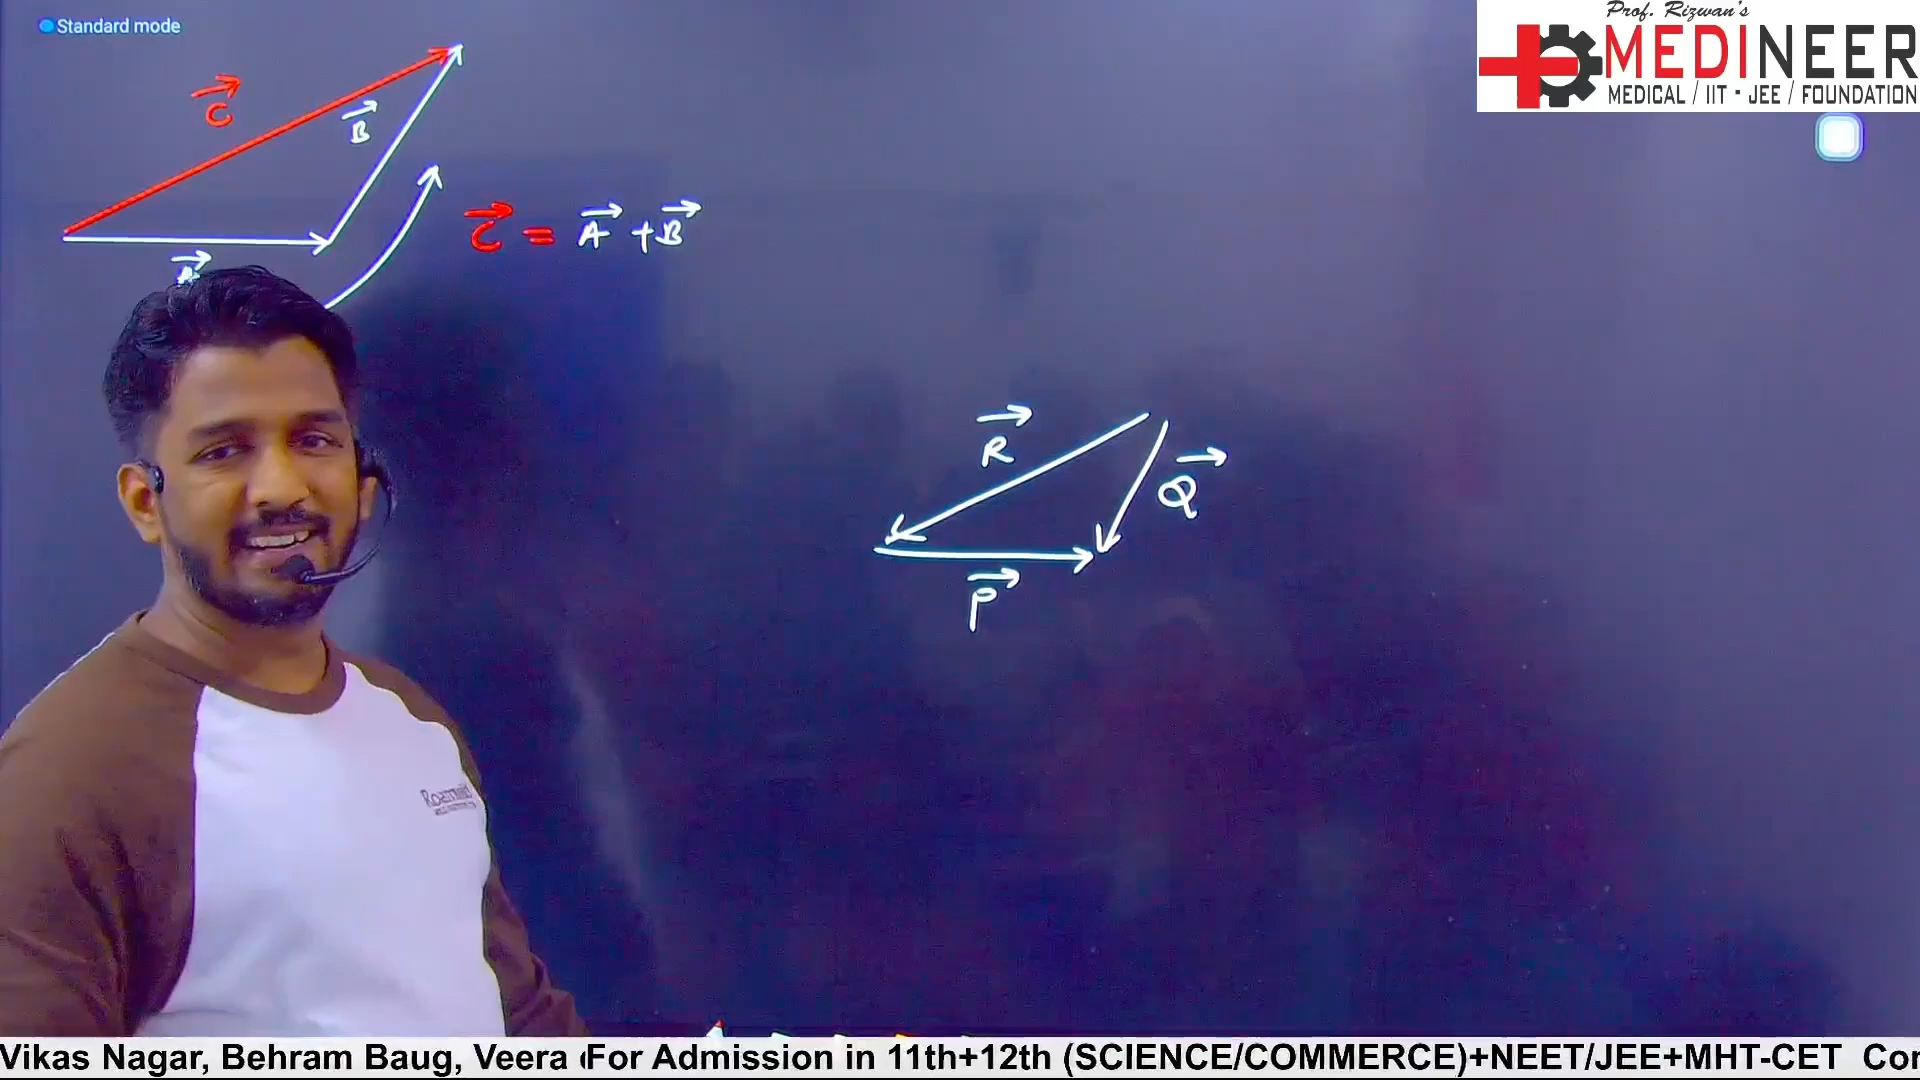 Standard mode
Prof. Rizwan's
MEDINEER
MEDICAL / IIT - JEE / FOUNDATION
C
B
A
C = A + B
R
Q
P
Vikas Nagar, Behram Baug, Veera For Admission in 11th+12th (SCIENCE/COMMERCE)+NEET/JEE+MHT-CET